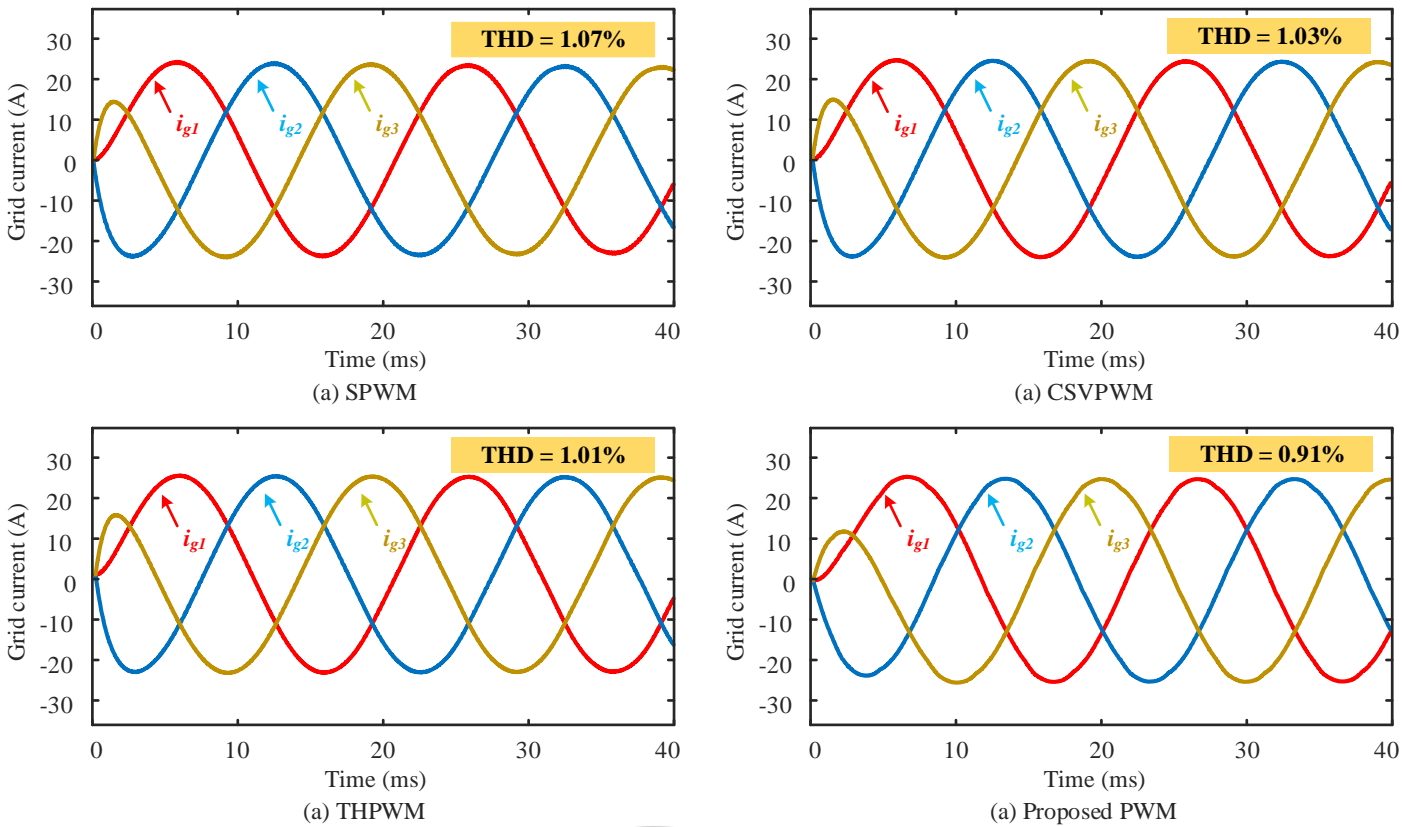 THD = 1.07%
Grid current (A)
30
20
10
0
-10
-20
-30
ig1
ig2
ig3
0 10 20 30 40
Time (ms)
(a) SPWM
THD = 1.03%
Grid current (A)
30
20
10
0
-10
-20
-30
ig1
ig2
ig3
0 10 20 30 40
Time (ms)
(a) CSVPWM
THD = 1.01%
Grid current (A)
30
20
10
0
-10
-20
-30
ig1
ig2
ig3
0 10 20 30 40
Time (ms)
(a) THPWM
THD = 0.91%
Grid current (A)
30
20
10
0
-10
-20
-30
ig1
ig2
ig3
0 10 20 30 40
Time (ms)
(a) Proposed PWM